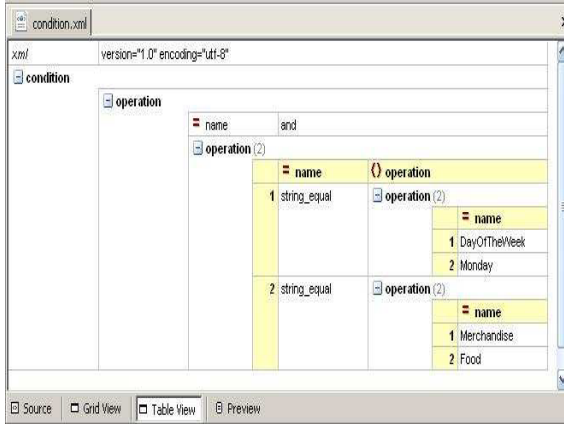 condition.xml
xml version="1.0" encoding="utf-8"
condition
operation
= name and
operation (2)
= name () operation
1 string_equal operation (2)
= name
1 DayOfTheWeek
2 Monday
2 string_equal operation (2)
= name
1 Merchandise
2 Food
Source Grid View Table View Preview